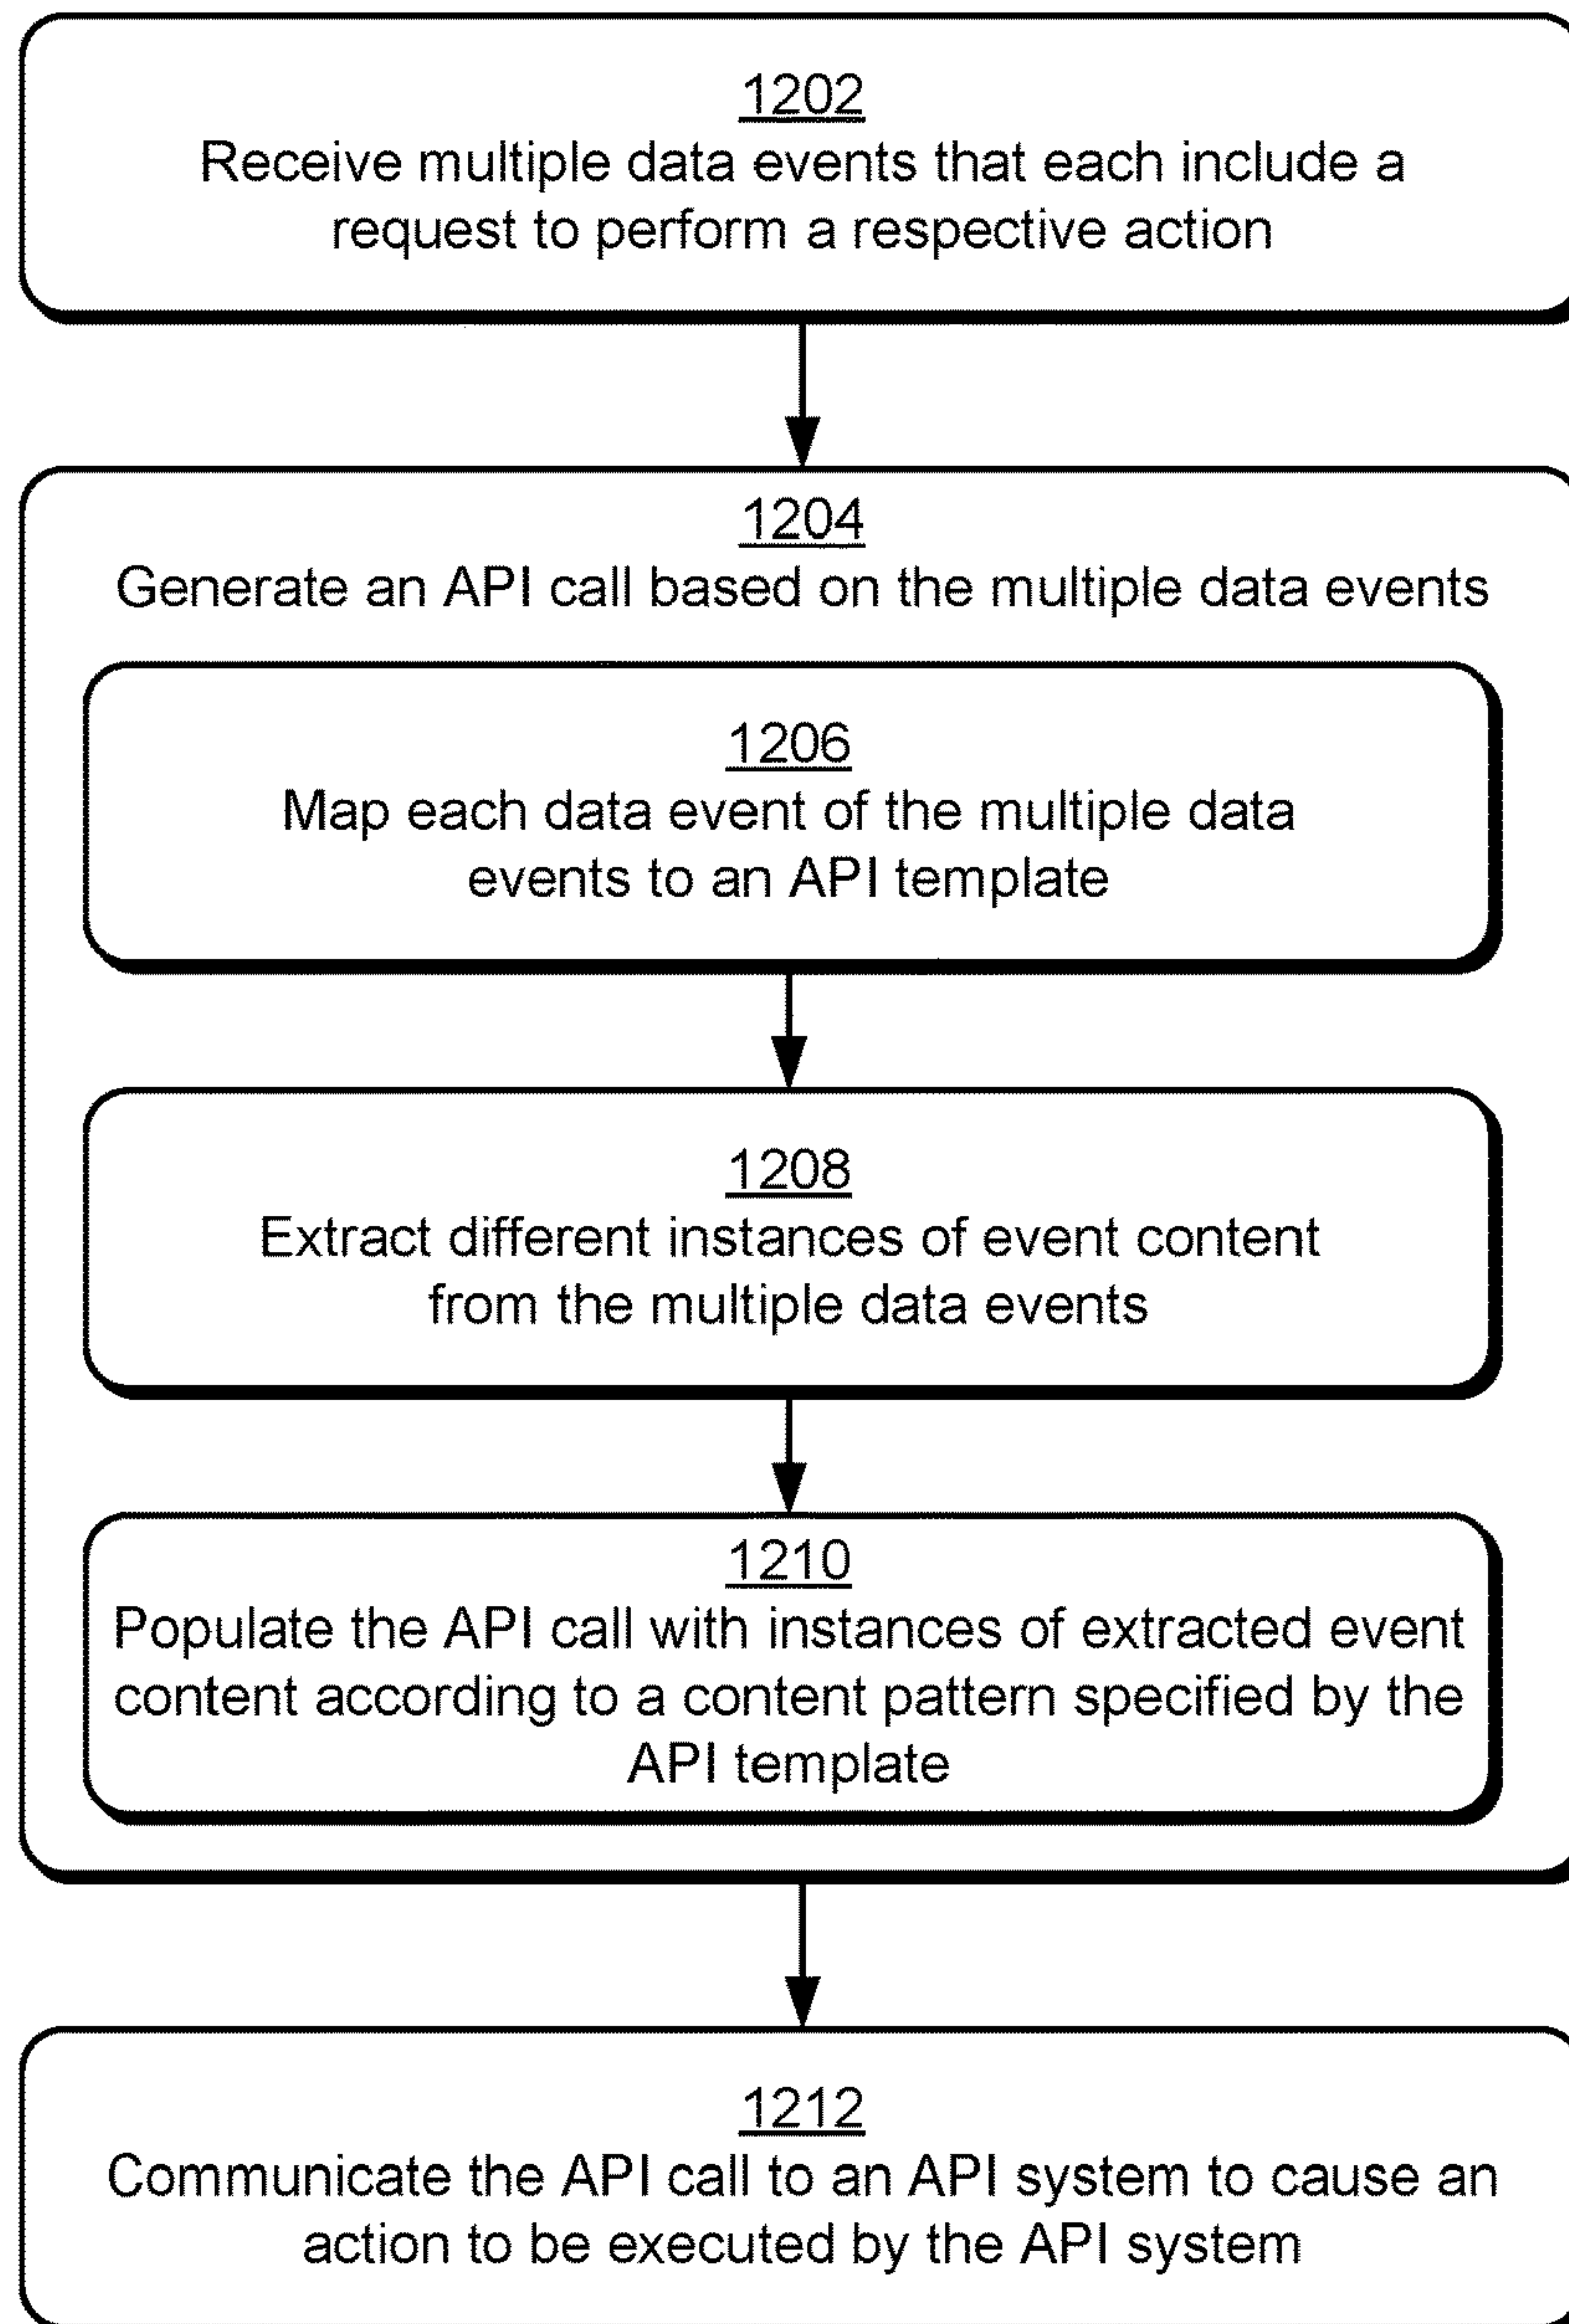 1202
Receive multiple data events that each include a
request to perform a respective action
1204
Generate an API call based on the multiple data events
1206
Map each data event of the multiple data
events to an API template
1208
Extract different instances of event content
from the multiple data events
1210
Populate the API call with instances of extracted event
content according to a content pattern specified by the
API template
1212
Communicate the API call to an API system to cause an
action to be executed by the API system